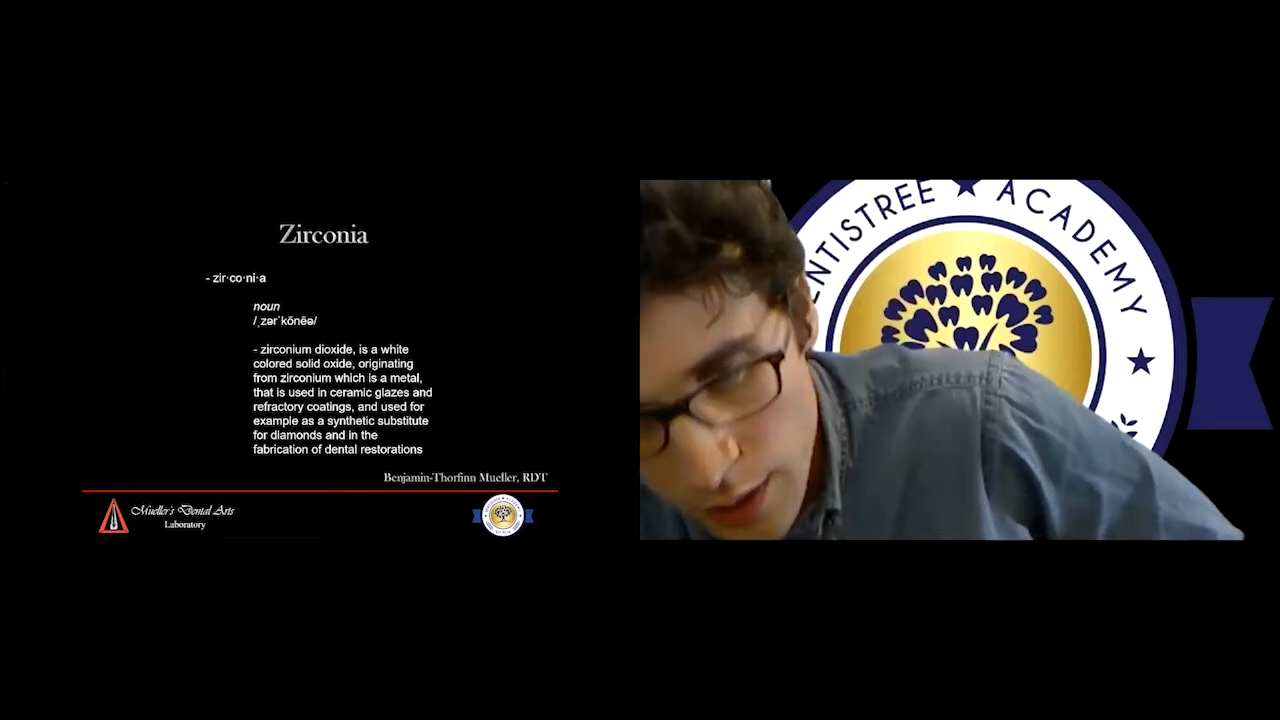 Zirconia
- zir·co·ni·a
noun
/ˌzərˈkōnēə/
- zirconium dioxide, is a white
colored solid oxide, originating
from zirconium which is a metal,
that is used in ceramic glazes and
refractory coatings, and used for
example as a synthetic substitute
for diamonds and in the
fabrication of dental restorations
Benjamin-Thorfinn Mueller, RDT
Mueller's Dental Arts
Laboratory
ENTISTREE ACADEMY